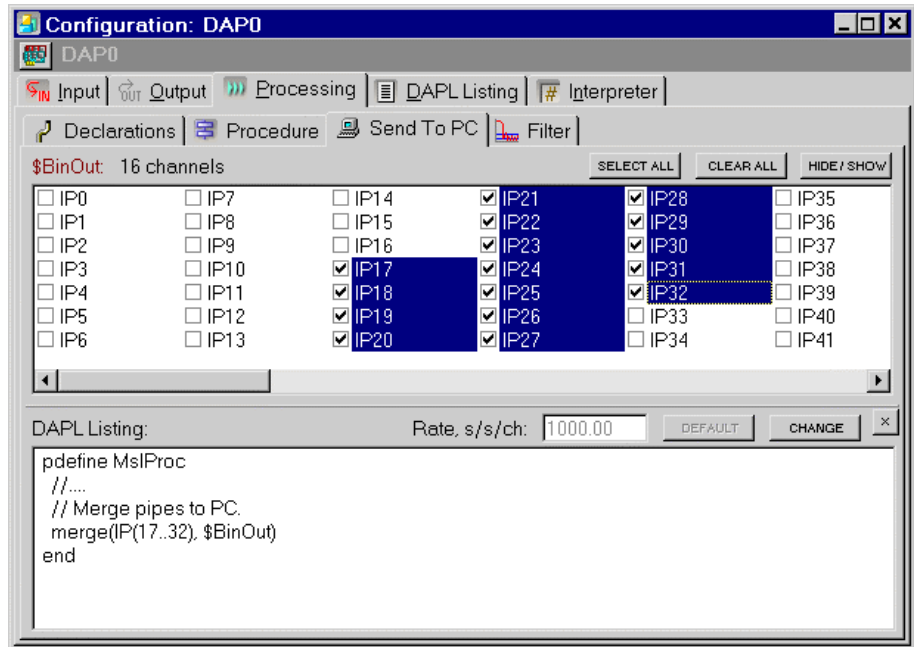 Configuration: DAP0
DAP0
IN Input OUT Output Processing DAPL Listing # Interpreter
Declarations Procedure Send To PC Filter
$BinOut: 16 channels SELECT ALL CLEAR ALL HIDE/SHOW
IP0 IP7 IP14 IP21 IP28 IP35
IP1 IP8 IP15 IP22 IP29 IP36
IP2 IP9 IP16 IP23 IP30 IP37
IP3 IP10 IP17 IP24 IP31 IP38
IP4 IP11 IP18 IP25 IP32 IP39
IP5 IP12 IP19 IP26 IP33 IP40
IP6 IP13 IP20 IP27 IP34 IP41
DAPL Listing: Rate, s/s/ch: 1000.00 DEFAULT CHANGE
pdefine MslProc
//....
// Merge pipes to PC.
merge(IP(17..32), $BinOut)
end